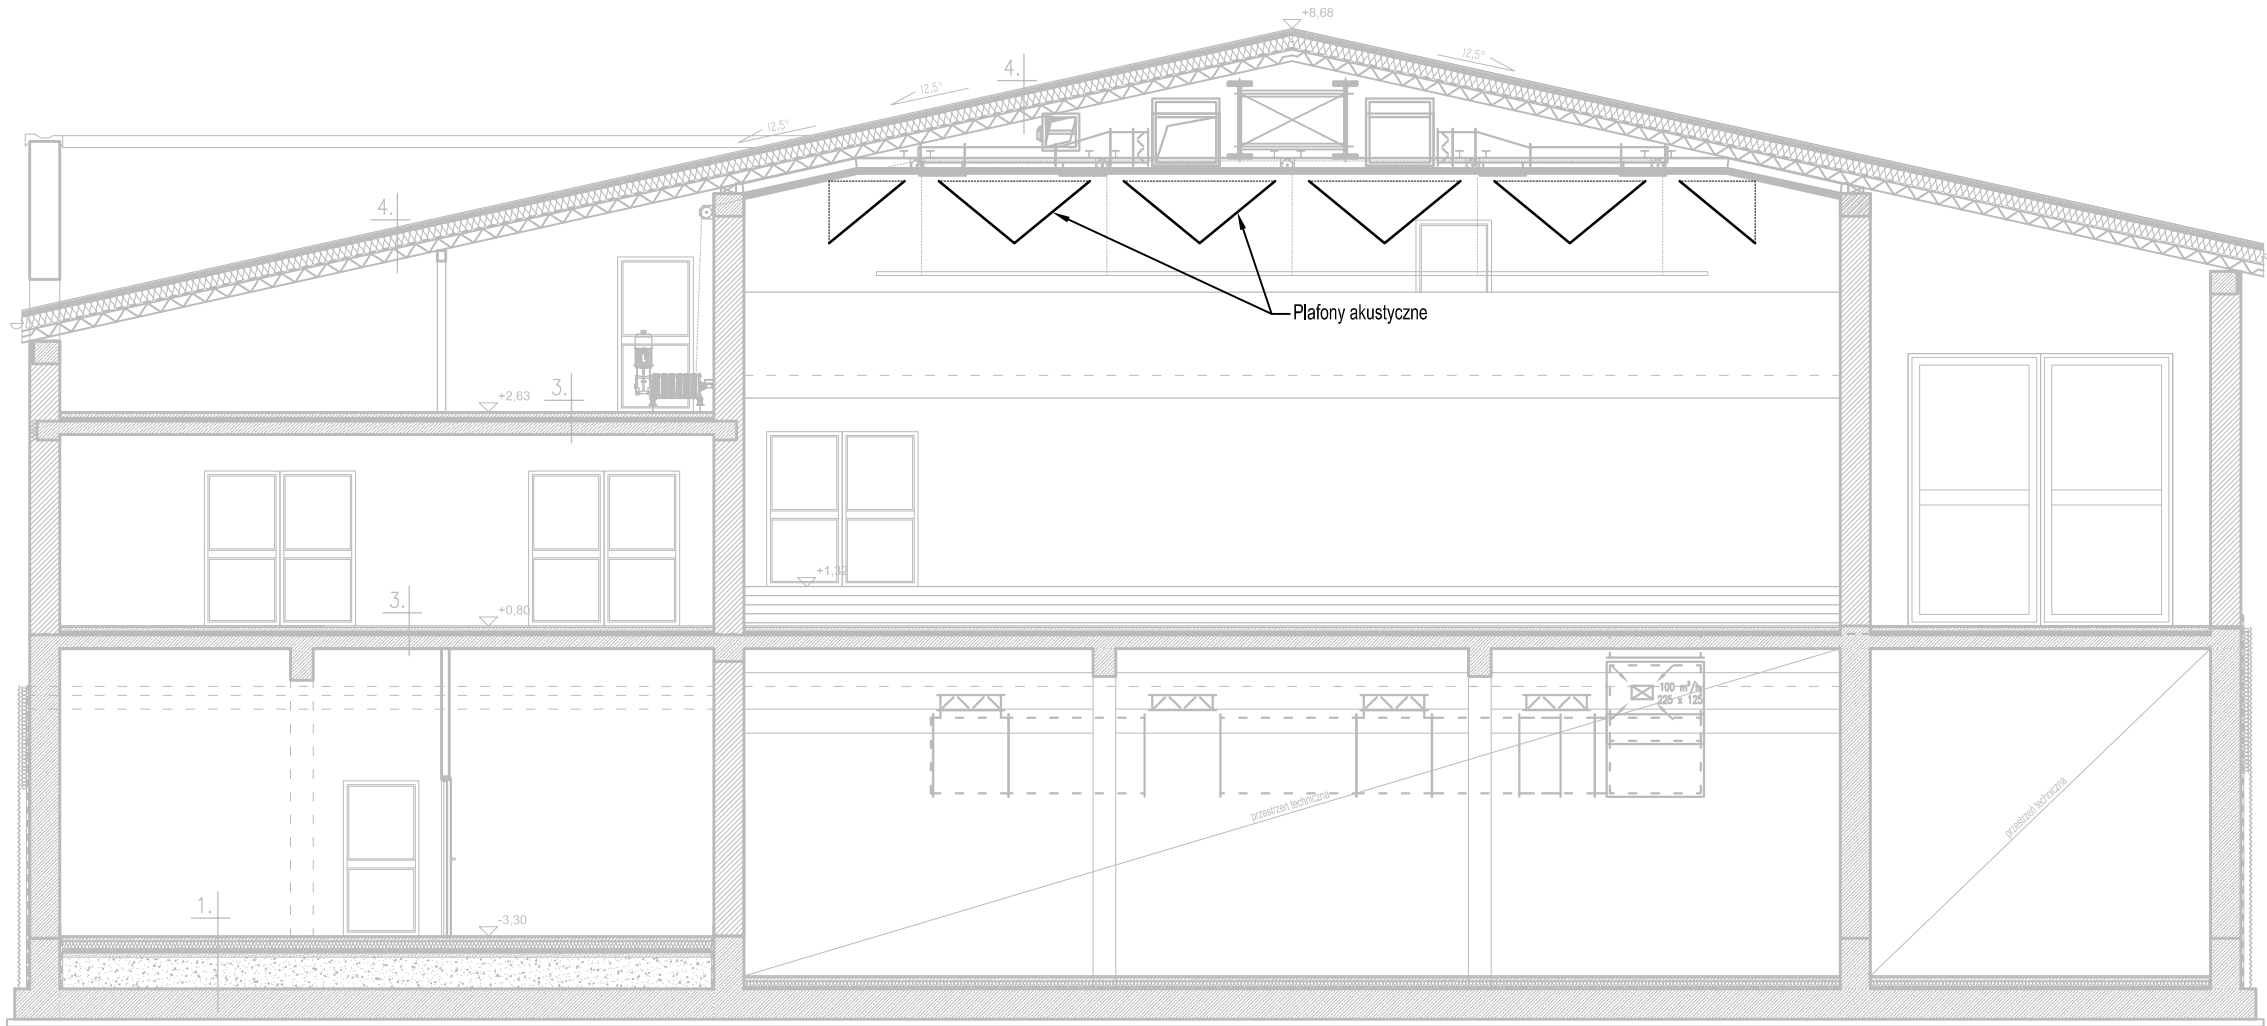 +8,68
12,5°
4.
12,5°
12,5°
4.
Plafony akustyczne
3.
+2,63
+1,32
3.
+0,80
100 m³/h
225 x 125
przestrzeń techniczna
przestrzeń techniczna
1.
-3,30